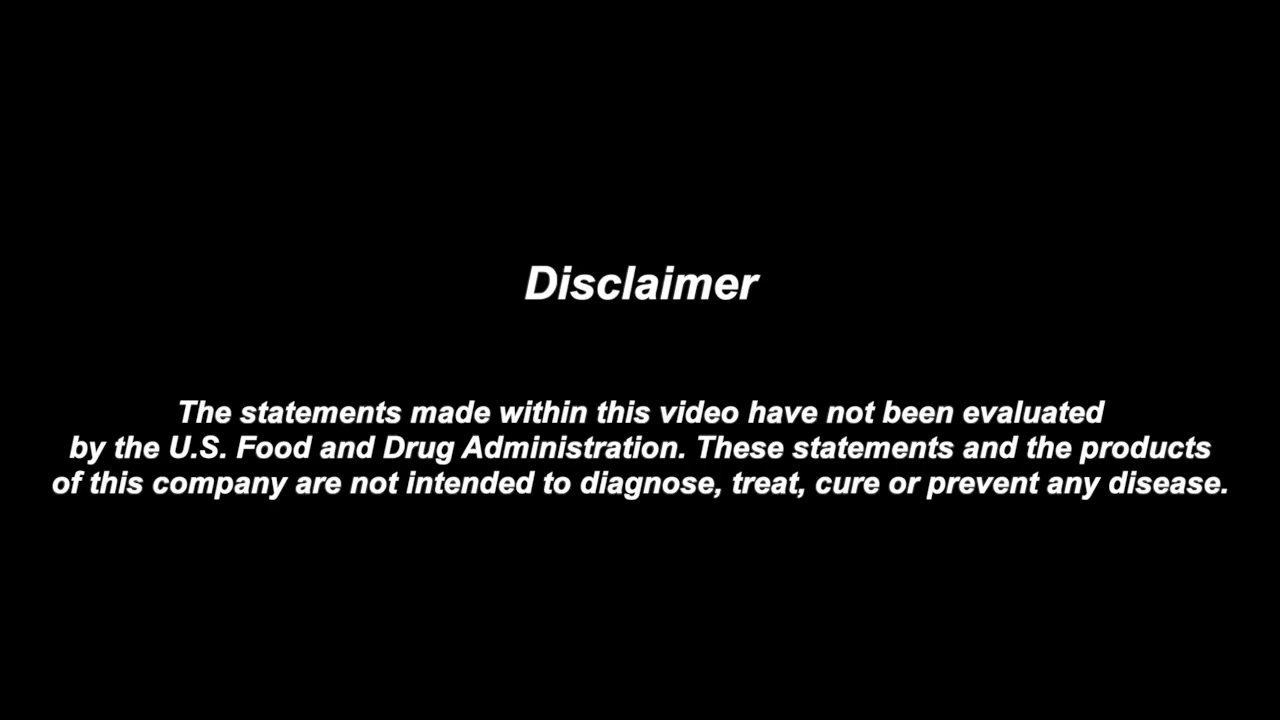 Disclaimer
The statements made within this video have not been evaluated
by the U.S. Food and Drug Administration. These statements and the products
of this company are not intended to diagnose, treat, cure or prevent any disease.